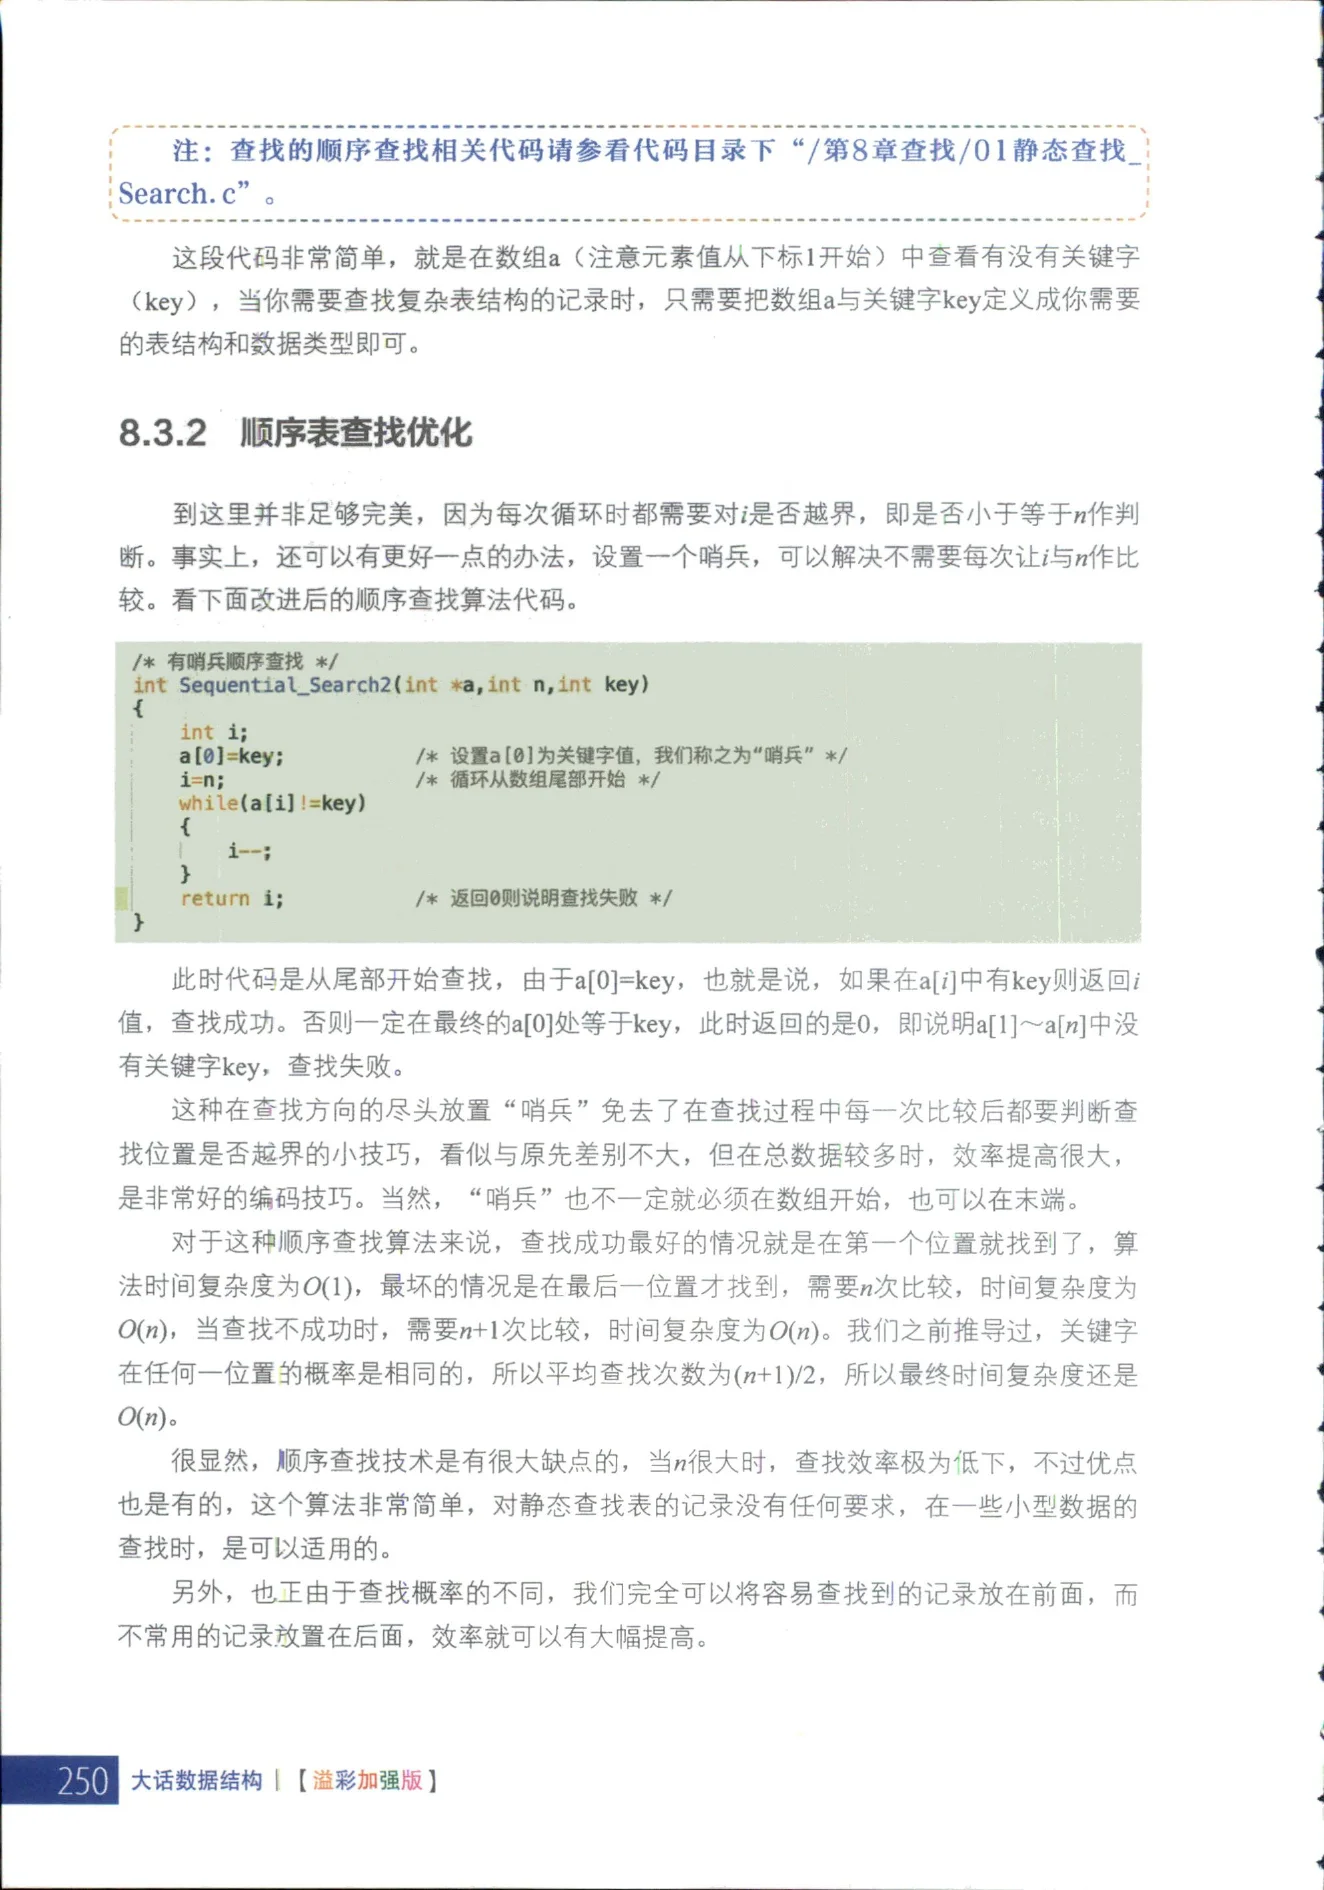 注：查找的顺序查找相关代码请参看代码目录下“/第8章查找/01静态查找_
Search.c”。
这段代码非常简单，就是在数组a（注意元素值从下标1开始）中查看有没有关键字
（key），当你需要查找复杂表结构的记录时，只需要把数组a与关键字key定义成你需要
的表结构和数据类型即可。
8.3.2 顺序表查找优化
到这里并非足够完美，因为每次循环时都需要对i是否越界，即是否小于等于n作判
断。事实上，还可以有更好一点的办法，设置一个哨兵，可以解决不需要每次让i与n作比
较。看下面改进后的顺序查找算法代码。
/* 有哨兵顺序查找 */
int Sequential_Search2(int *a,int n,int key)
{
int i;
a[0]=key; /* 设置a[0]为关键字值，我们称之为“哨兵” */
i=n; /* 循环从数组尾部开始 */
while(a[i]!=key)
{
i--;
}
return i; /* 返回0则说明查找失败 */
}
此时代码是从尾部开始查找，由于a[0]=key，也就是说，如果在a[i]中有key则返回i
值，查找成功。否则一定在最终的a[0]处等于key，此时返回的是0，即说明a[1]～a[n]中没
有关键字key，查找失败。
这种在查找方向的尽头放置“哨兵”免去了在查找过程中每一次比较后都要判断查
找位置是否越界的小技巧，看似与原先差别不大，但在总数据较多时，效率提高很大，
是非常好的编码技巧。当然，“哨兵”也不一定就必须在数组开始，也可以在末端。
对于这种顺序查找算法来说，查找成功最好的情况就是在第一个位置就找到了，算
法时间复杂度为O(1)，最坏的情况是在最后一位置才找到，需要n次比较，时间复杂度为
O(n)，当查找不成功时，需要n+1次比较，时间复杂度为O(n)。我们之前推导过，关键字
在任何一位置的概率是相同的，所以平均查找次数为(n+1)/2，所以最终时间复杂度还是
O(n)。
很显然，顺序查找技术是有很大缺点的，当n很大时，查找效率极为低下，不过优点
也是有的，这个算法非常简单，对静态查找表的记录没有任何要求，在一些小型数据的
查找时，是可以适用的。
另外，也正由于查找概率的不同，我们完全可以将容易查找到的记录放在前面，而
不常用的记录放置在后面，效率就可以有大幅提高。
250 大话数据结构 | 【溢彩加强版】